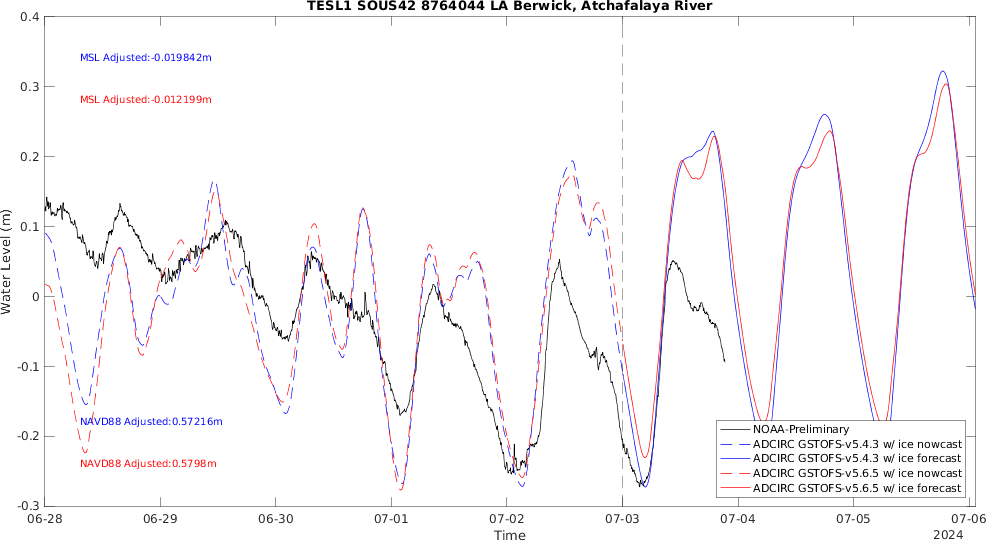 TESL1 SOUS42 8764044 LA Berwick, Atchafalaya River
0.4
0.3
0.2
0.1
0
-0.1
-0.2
-0.3
Water Level (m)
MSL Adjusted:-0.019842m
MSL Adjusted:-0.012199m
NAVD88 Adjusted:0.57216m
NAVD88 Adjusted:0.5798m
NOAA-Preliminary
ADCIRC GSTOFS-v5.4.3 w/ ice nowcast
ADCIRC GSTOFS-v5.4.3 w/ ice forecast
ADCIRC GSTOFS-v5.6.5 w/ ice nowcast
ADCIRC GSTOFS-v5.6.5 w/ ice forecast
06-28 06-29 06-30 07-01 07-02 07-03 07-04 07-05 07-06
Time
2024